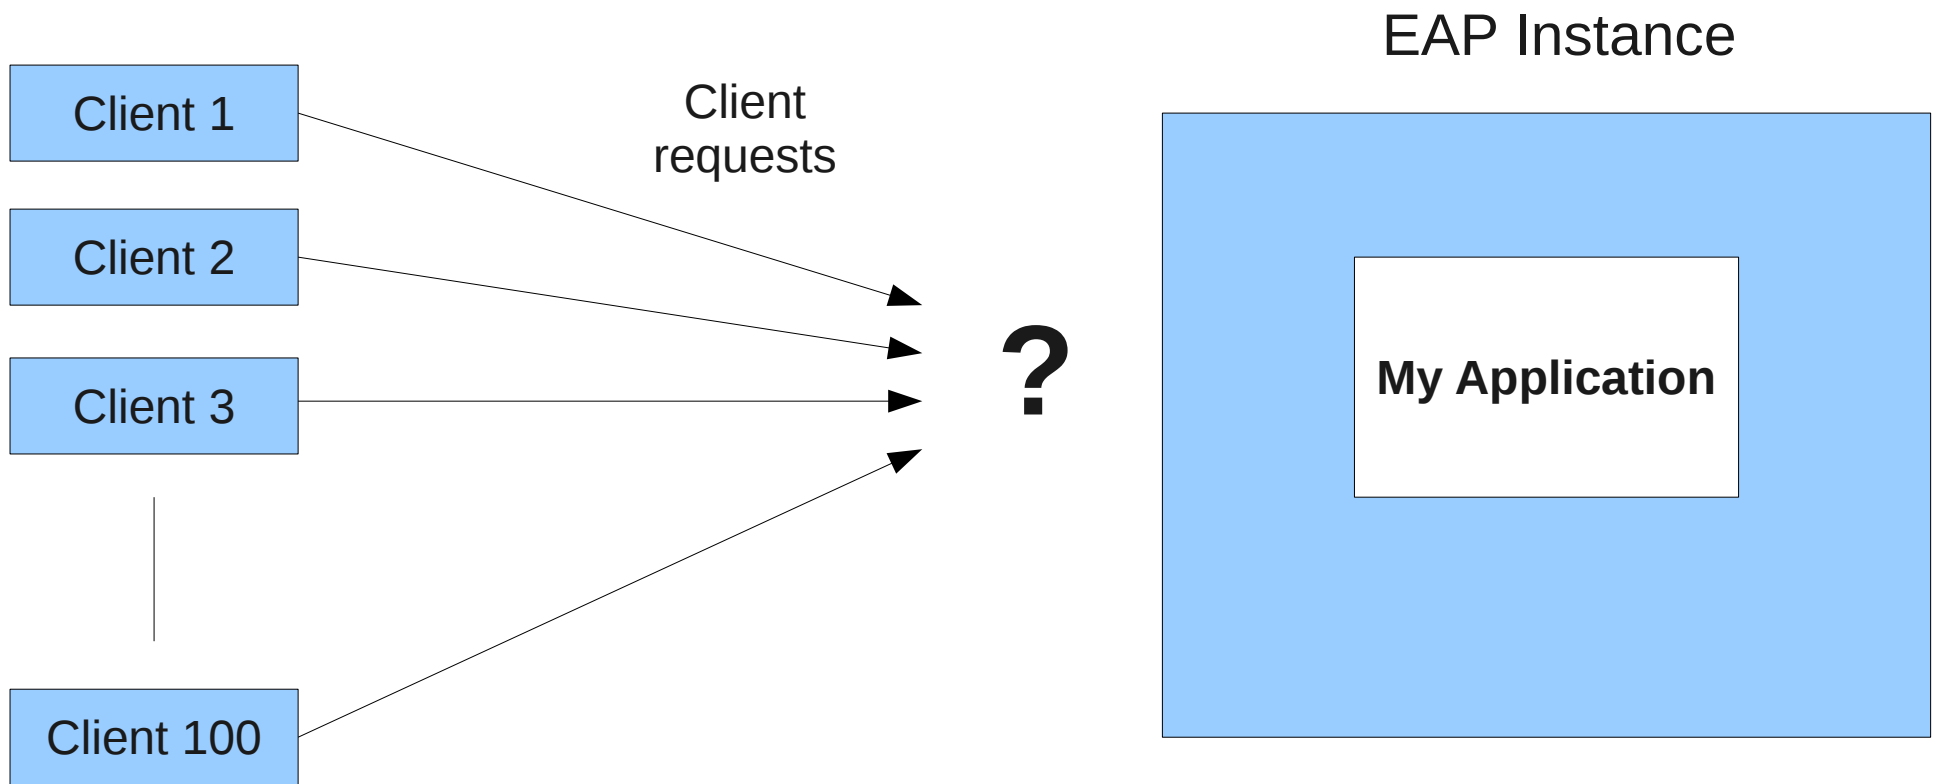 EAP Instance
Client 1
Client
requests
Client 2
?
My Application
Client 3
Client 100